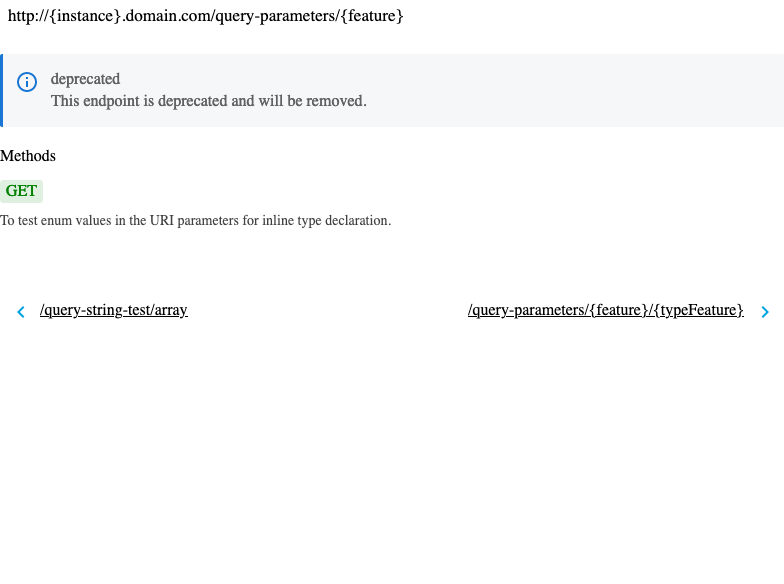 http://{instance}.domain.com/query-parameters/{feature}
deprecated
This endpoint is deprecated and will be removed.
Methods
GET
To test enum values in the URI parameters for inline type declaration.
/query-string-test/array
/query-parameters/{feature}/{typeFeature}